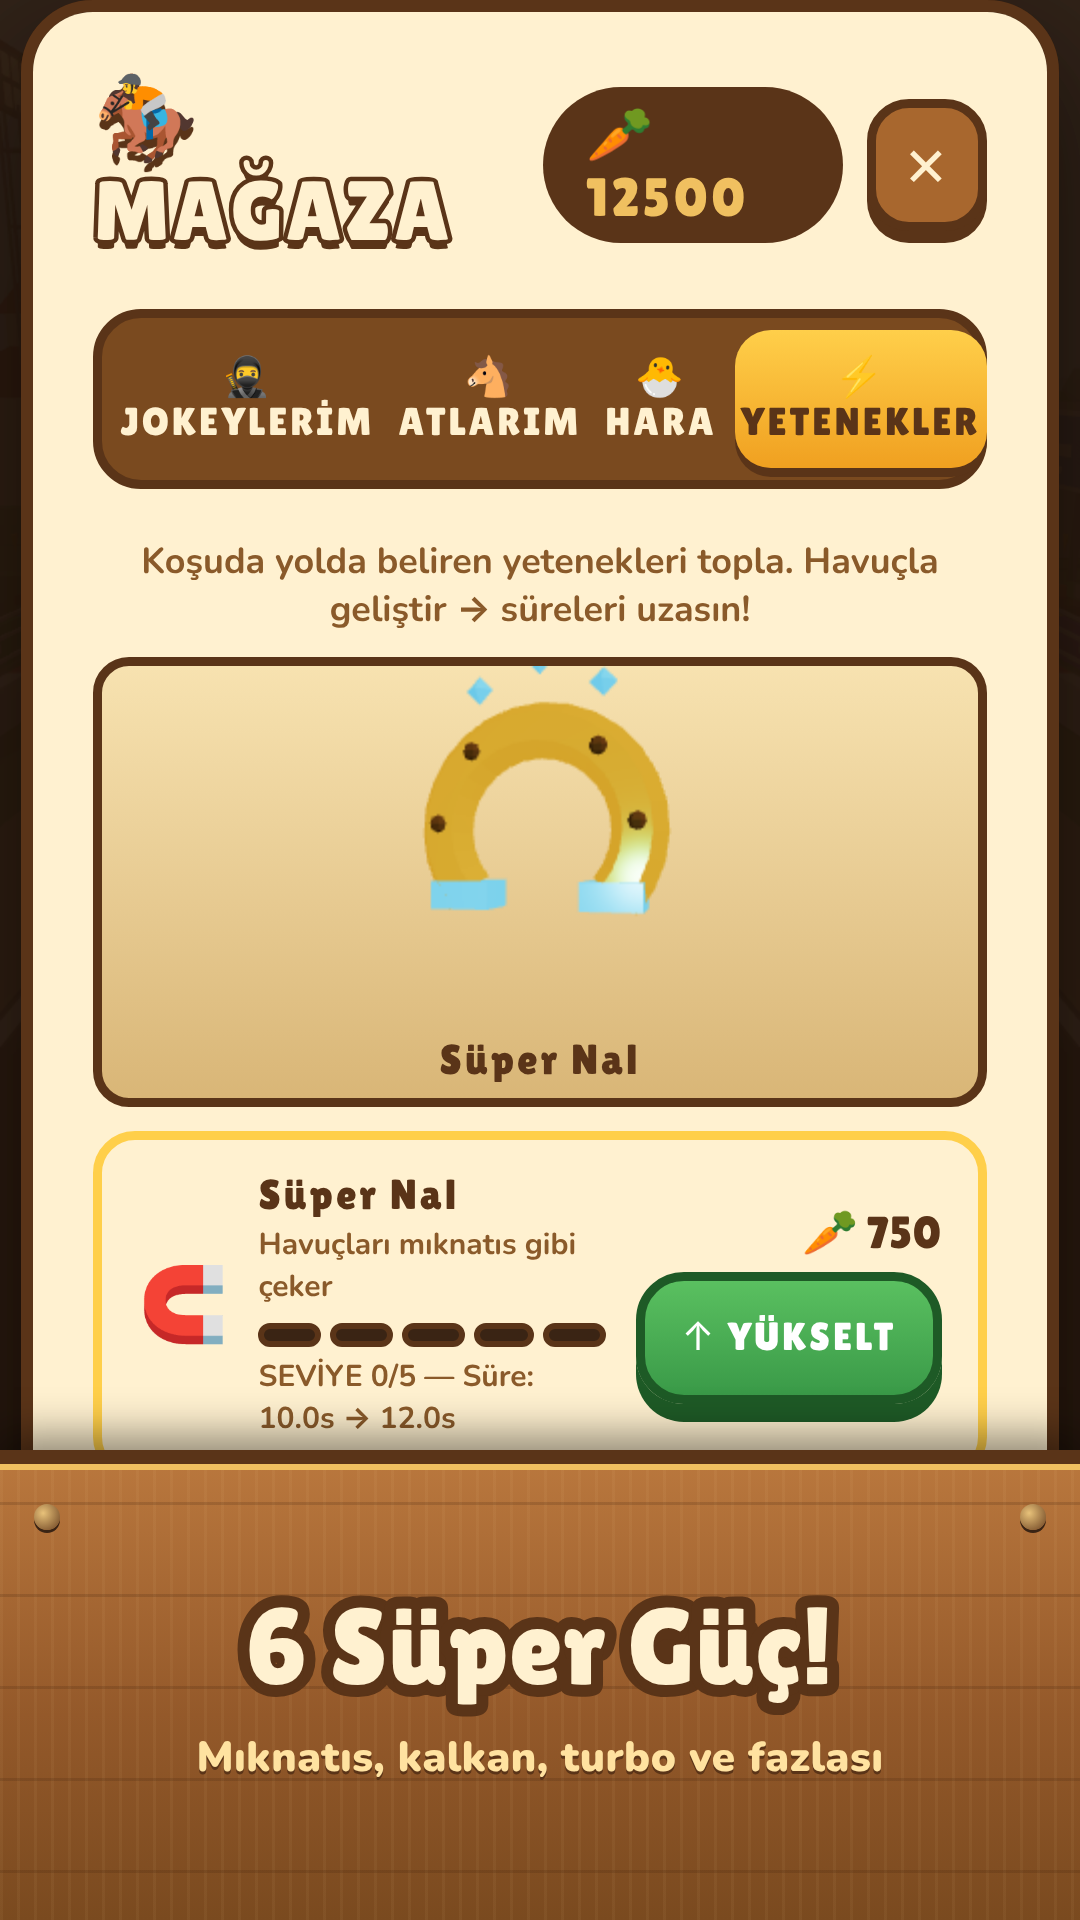 MAĞAZA
12500
×
JOKEYLERİM
ATLARIM
HARA
YETENEKLER
Koşuda yolda beliren yetenekleri topla. Havuçla
geliştir → süreleri uzasın!
Süper Nal
Süper Nal
Havuçları mıknatıs gibi
çeker
SEVİYE 0/5 — Süre:
10.0s → 12.0s
750
↑ YÜKSELT
6 Süper Güç!
Mıknatıs, kalkan, turbo ve fazlası